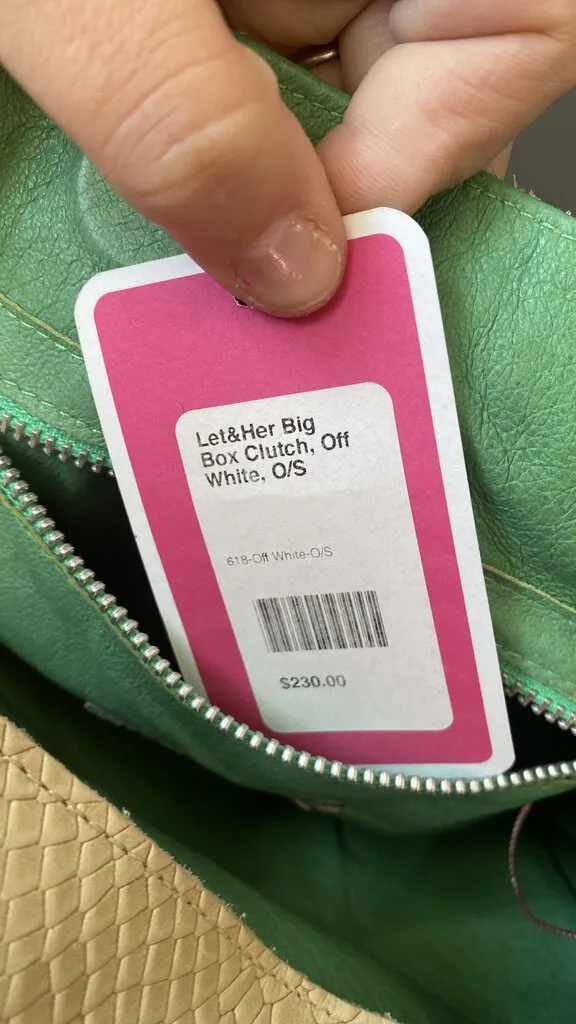 Let&Her Big
Box Clutch, Off
White, O/S
618-Off White-O/S
$230.00